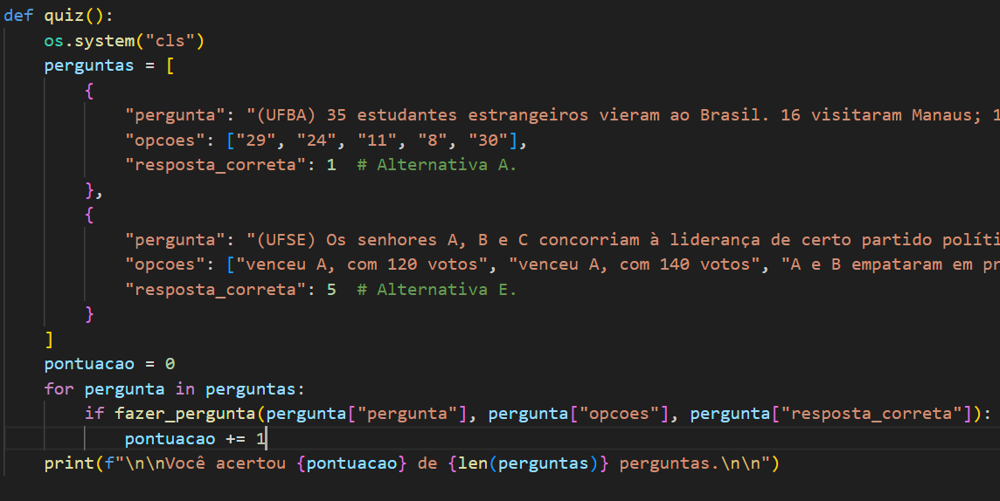 def quiz():
    os.system("cls")
    perguntas = [
        {
            "pergunta": "(UFBA) 35 estudantes estrangeiros vieram ao Brasil. 16 visitaram Manaus; 1
            "opcoes": ["29", "24", "11", "8", "30"],
            "resposta_correta": 1  # Alternativa A.
        },
        {
            "pergunta": "(UFSE) Os senhores A, B e C concorriam à liderança de certo partido políti
            "opcoes": ["venceu A, com 120 votos", "venceu A, com 140 votos", "A e B empataram em pr
            "resposta_correta": 5  # Alternativa E.
        }
    ]
    pontuacao = 0
    for pergunta in perguntas:
        if fazer_pergunta(pergunta["pergunta"], pergunta["opcoes"], pergunta["resposta_correta"]):
            pontuacao += 1
    print(f"\n\nVocê acertou {pontuacao} de {len(perguntas)} perguntas.\n\n")